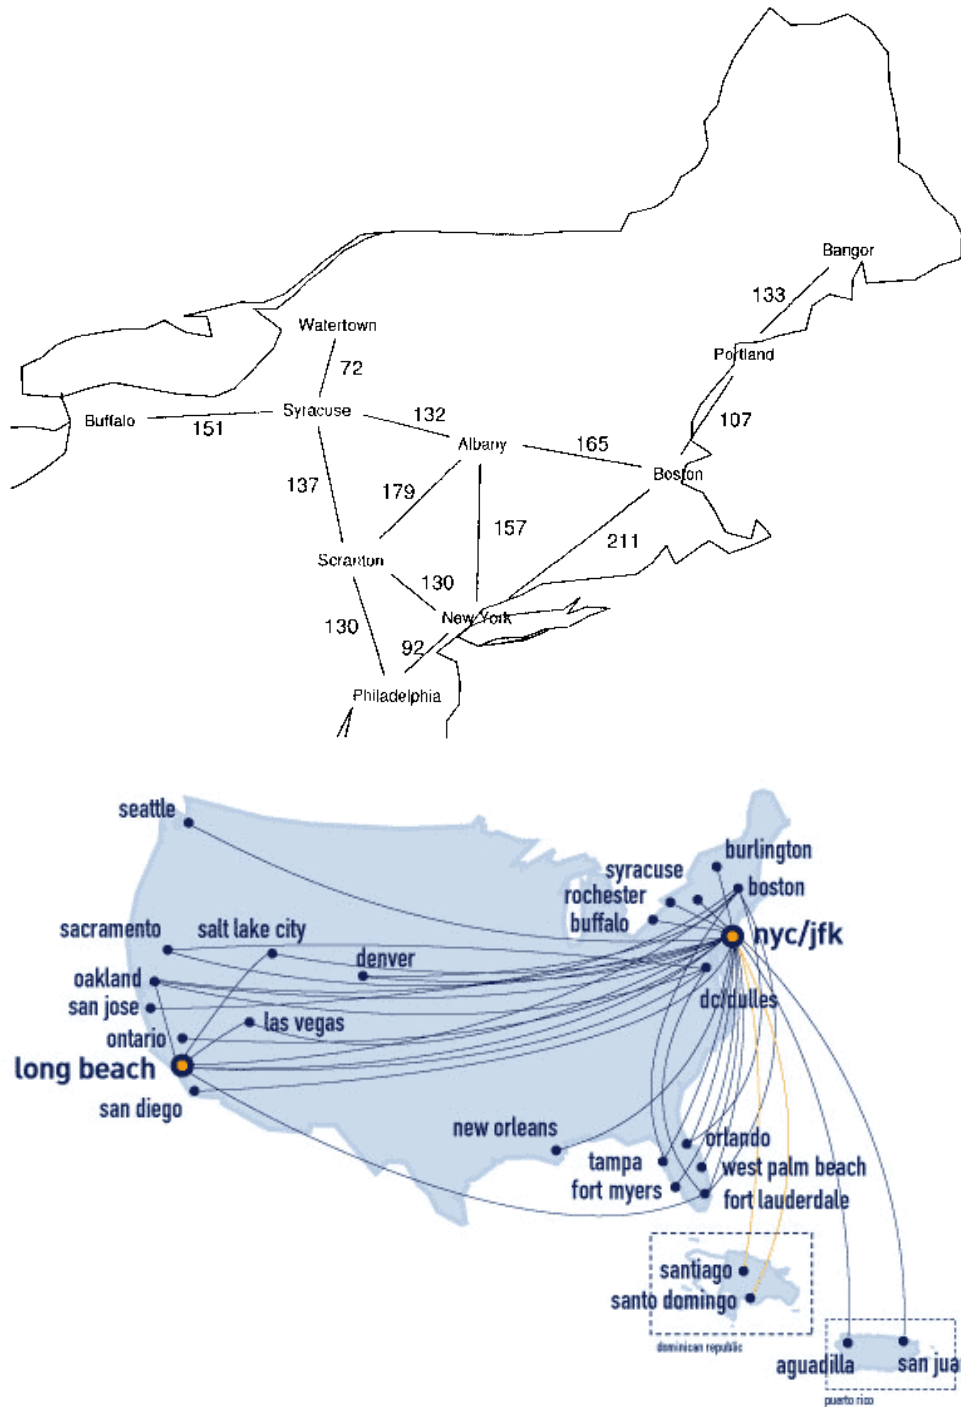 Bangor
133
Watertown
Portland
72
Buffalo
151
Syracuse
132
Albany
165
107
Boston
137
179
157
211
Scranton
130
New York
130
92
Philadelphia
seattle
burlington
syracuse
boston
rochester
buffalo
nyc/jfk
sacramento
salt lake city
denver
oakland
dc/dulles
san jose
las vegas
ontario
long beach
san diego
new orleans
orlando
tampa
west palm beach
fort myers
fort lauderdale
santiago
santo domingo
dominican republic
aguadilla
san jua
puerto rico